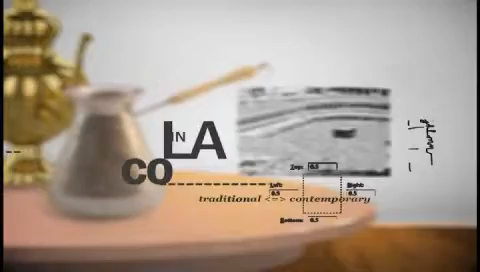 IN
LA
co
Top: 0.5
Left: Right:
0.5 0.5
traditional <=> contemporary
Bottom: 0.5